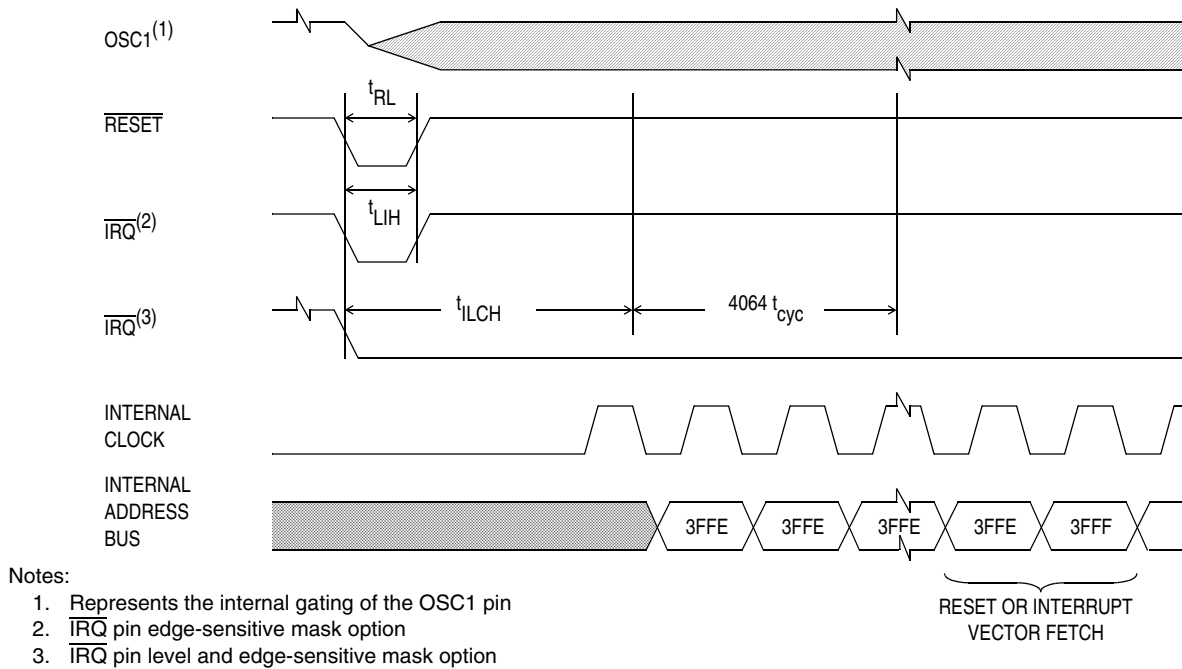 OSC1(1)
tRL
RESET
tLIH
IRQ(2)
tILCH
4064 tcyc
IRQ(3)
INTERNAL
CLOCK
INTERNAL
ADDRESS
BUS
3FFE
3FFE
3FFE
3FFE
3FFF
RESET OR INTERRUPT
VECTOR FETCH
Notes:
1. Represents the internal gating of the OSC1 pin
2. IRQ pin edge-sensitive mask option
3. IRQ pin level and edge-sensitive mask option